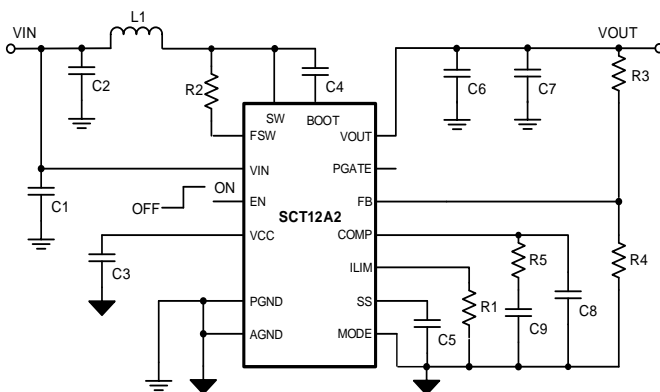 L1
VIN
VOUT
C2
R2
C4
C6
C7
R3
SW
BOOT
FSW
VOUT
VIN
PGATE
ON
OFF
EN
SCT12A2
FB
C1
VCC
COMP
R5
R4
C3
ILIM
R1
C8
PGND
SS
C5
C9
AGND
MODE